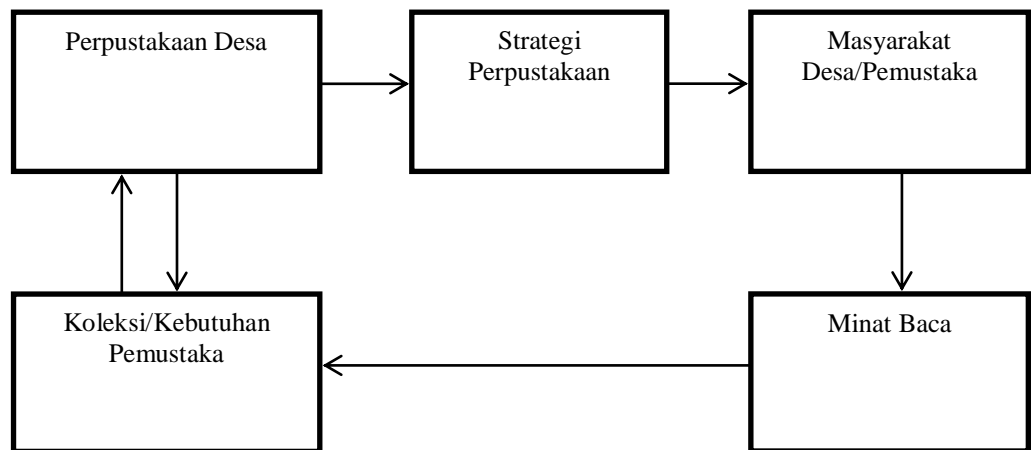 Perpustakaan Desa
Strategi
Perpustakaan
Masyarakat
Desa/Pemustaka
Koleksi/Kebutuhan
Pemustaka
Minat Baca